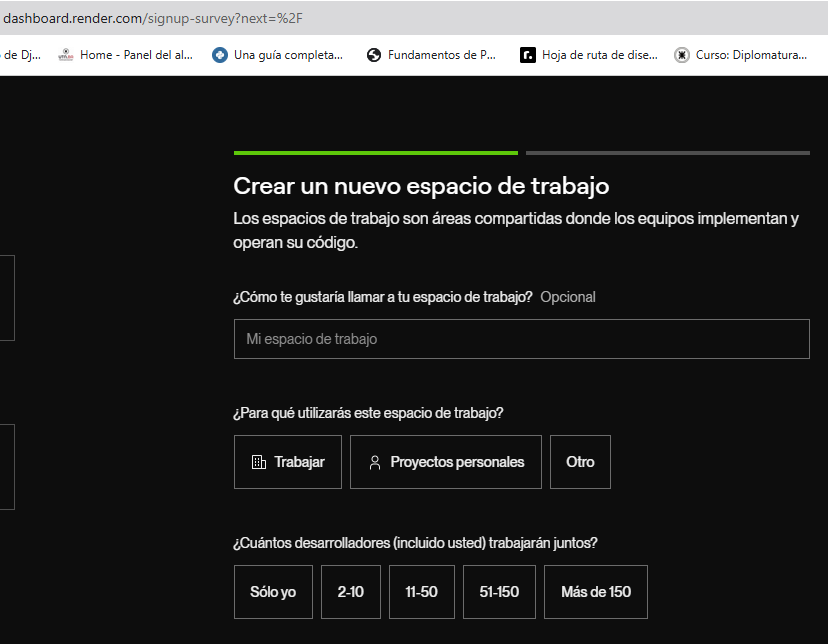 dashboard.render.com/signup-survey?next=%2F
de Dj...
Home - Panel del al...
Una guía completa...
Fundamentos de P...
Hoja de ruta de dise...
Curso: Diplomatura...
Crear un nuevo espacio de trabajo
Los espacios de trabajo son áreas compartidas donde los equipos implementan y
operan su código.
¿Cómo te gustaría llamar a tu espacio de trabajo? Opcional
Mi espacio de trabajo
¿Para qué utilizarás este espacio de trabajo?
Trabajar
Proyectos personales
Otro
¿Cuántos desarrolladores (incluido usted) trabajarán juntos?
Sólo yo
2-10
11-50
51-150
Más de 150